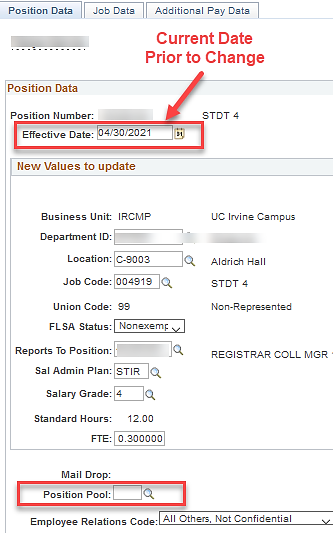 Position Data Job Data Additional Pay Data
Current Date
Prior to Change
Position Data
Position Number: STDT 4
Effective Date: 04/30/2021
New Values to update
Business Unit: IRCMP UC Irvine Campus
Department ID:
Location: C-9003 Aldrich Hall
Job Code: 004919 STDT 4
Union Code: 99 Non-Represented
FLSA Status: Nonexemp
Reports To Position: REGISTRAR COLL MGR
Sal Admin Plan: STIR
Salary Grade: 4
Standard Hours: 12.00
FTE: 0.300000
Mail Drop:
Position Pool:
Employee Relations Code: All Others, Not Confidential